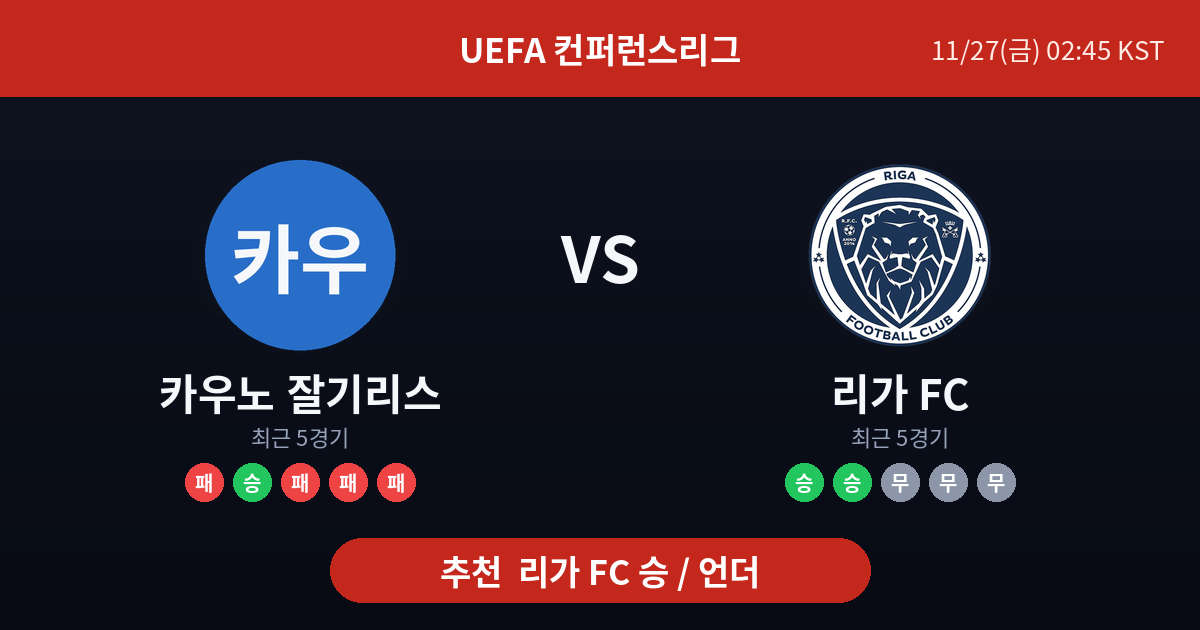 UEFA 컨퍼런스리그
11/27(금) 02:45 KST
카우
VS
RIGA
R.F.C.
ANNO
2014
FOOTBALL CLUB
카우노 잘기리스
리가 FC
최근 5경기
최근 5경기
패 승 패 패 패
승 승 무 무 무
추천 리가 FC 승 / 언더